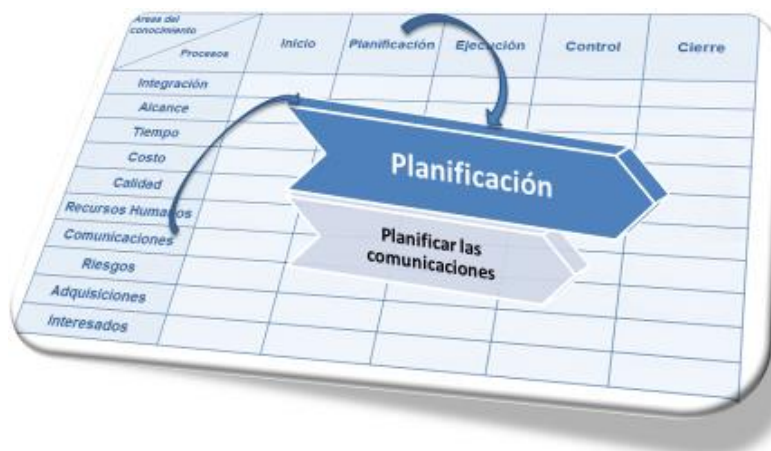 Áreas del
conocimiento
Procesos
Inicio
Planificación
Ejecución
Control
Cierre
Integración
Alcance
Tiempo
Costo
Calidad
Recursos Humanos
Comunicaciones
Riesgos
Adquisiciones
Interesados
Planificación
Planificar las
comunicaciones